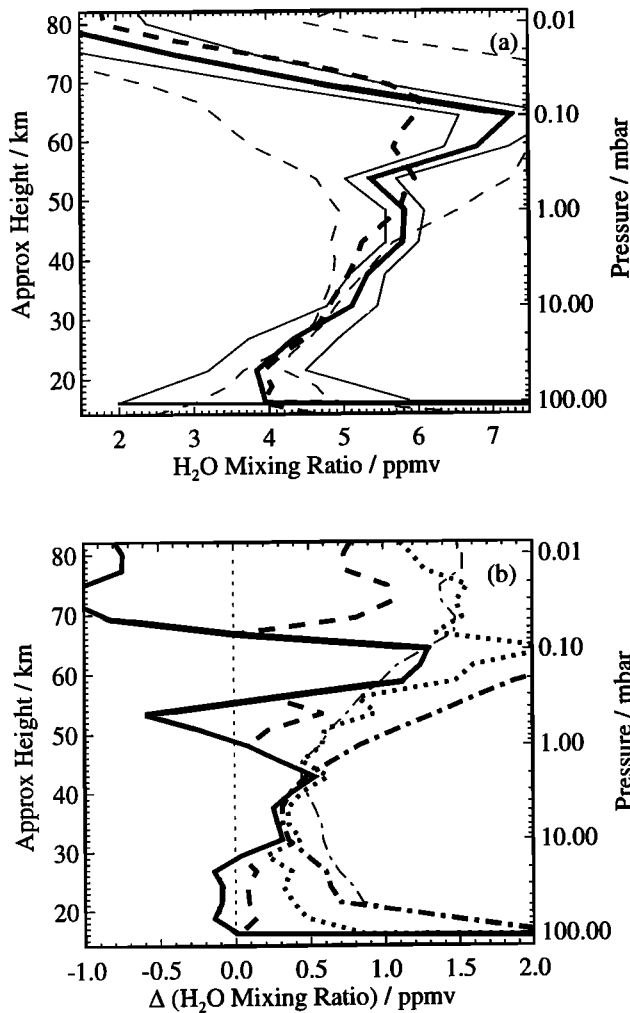 (a)
80
70
60
50
40
30
20
Approx Height / km
0.01
0.10
1.00
10.00
100.00
Pressure / mbar
2 3 4 5 6 7
H₂O Mixing Ratio / ppmv
(b)
80
70
60
50
40
30
20
Approx Height / km
0.01
0.10
1.00
10.00
100.00
Pressure / mbar
-1.0 -0.5 0.0 0.5 1.0 1.5 2.0
Δ (H₂O Mixing Ratio) / ppmv